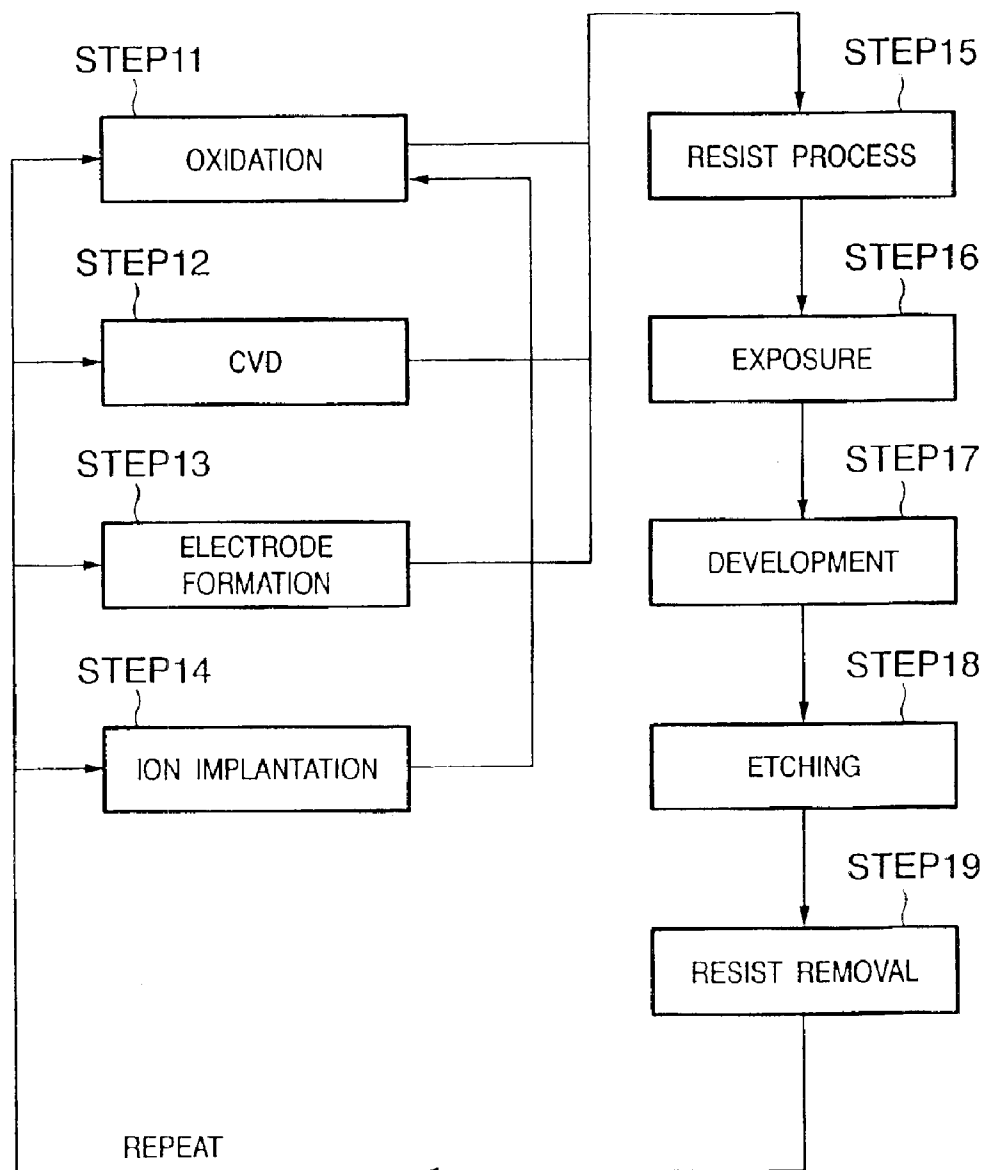 STEP11
OXIDATION
STEP12
CVD
STEP13
ELECTRODE
FORMATION
STEP14
ION IMPLANTATION
STEP15
RESIST PROCESS
STEP16
EXPOSURE
STEP17
DEVELOPMENT
STEP18
ETCHING
STEP19
RESIST REMOVAL
REPEAT